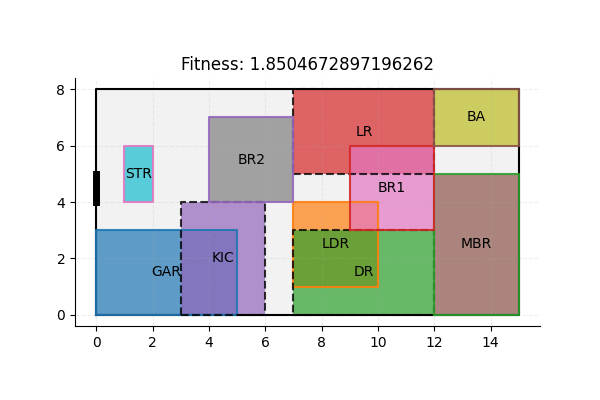 Fitness: 1.8504672897196262
8
6
4
2
0
BA
LR
BR2
STR
BR1
LDR
MBR
KIC
GAR
DR
0 2 4 6 8 10 12 14